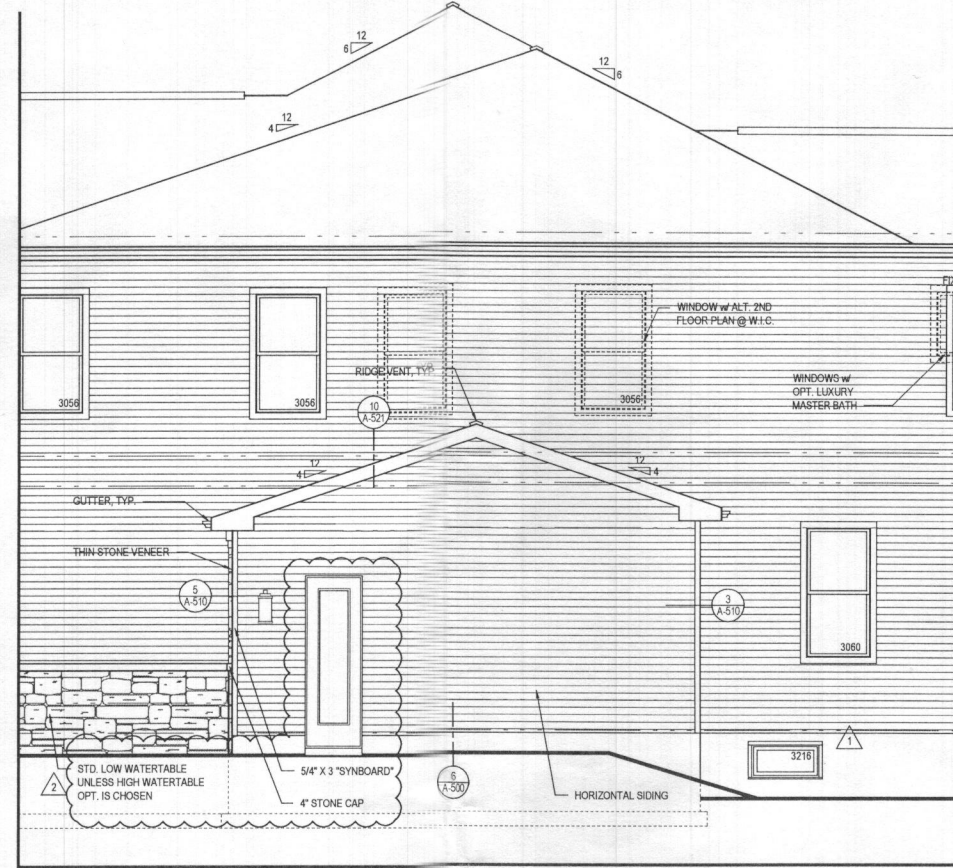 12
6
12
6
12
4
FI
WINDOW w/ ALT. 2ND
FLOOR PLAN @ W.I.C.
RIDGE VENT, TYP.
WINDOWS w/
OPT. LUXURY
MASTER BATH
3056
3056
3056
10
A-521
12
4
12
4
GUTTER, TYP.
THIN STONE VENEER
5
A-510
3
A-510
3060
1
3216
STD. LOW WATERTABLE
UNLESS HIGH WATERTABLE
OPT. IS CHOSEN
2
5/4" X 3 "SYNBOARD"
4" STONE CAP
6
A-500
HORIZONTAL SIDING